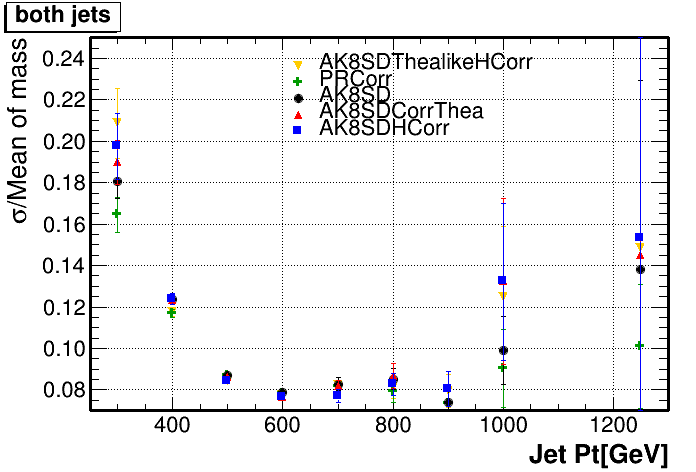 both jets
σ/Mean of mass
0.24
0.22
0.20
0.18
0.16
0.14
0.12
0.10
0.08
AK8SDThealikeHCorr
PRCorr
AK8SD
AK8SDCorrThea
AK8SDHCorr
400
600
800
1000
1200
Jet Pt[GeV]